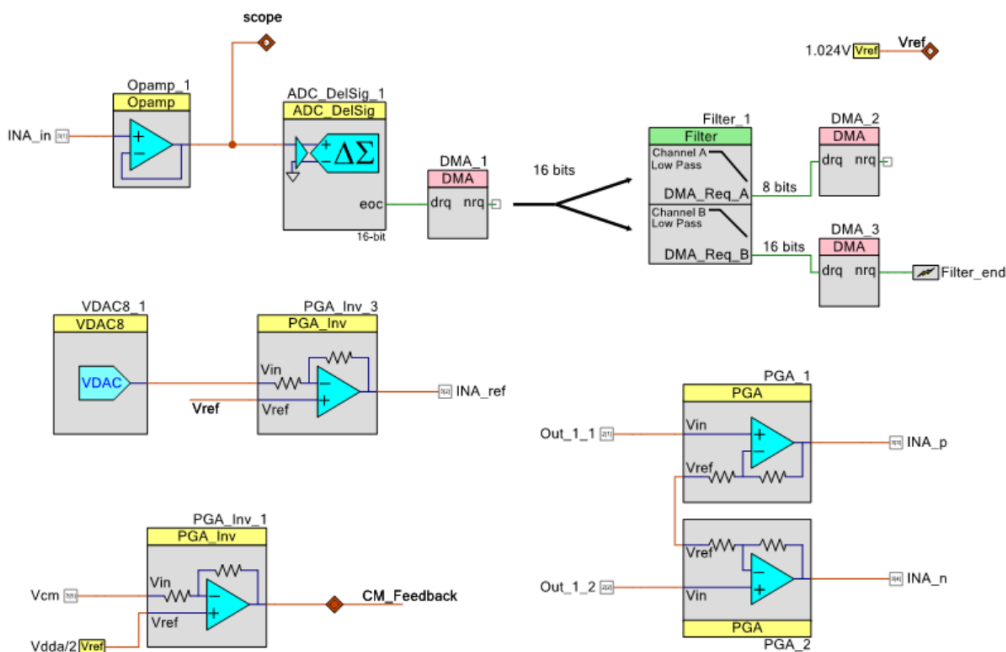 scope
1.024V Vref Vref
Opamp_1
Opamp
INA_in
ADC_DelSig_1
ADC_DelSig
+
-
ΔΣ
eoc
16-bit
DMA_1
DMA
drq nrq
16 bits
Filter_1
Filter
Channel A
Low Pass
DMA_Req_A
Channel B
Low Pass
DMA_Req_B
8 bits
16 bits
DMA_2
DMA
drq nrq
DMA_3
DMA
drq nrq
Filter_end
VDAC8_1
VDAC8
VDAC
PGA_Inv_3
PGA_Inv
Vin
Vref
Vref
INA_ref
PGA_1
PGA
Out_1_1
Vin
Vref
INA_p
PGA_Inv_1
PGA_Inv
Vcm
Vin
Vref
Vdda/2 Vref
CM_Feedback
Vref
Out_1_2
Vin
INA_n
PGA
PGA_2